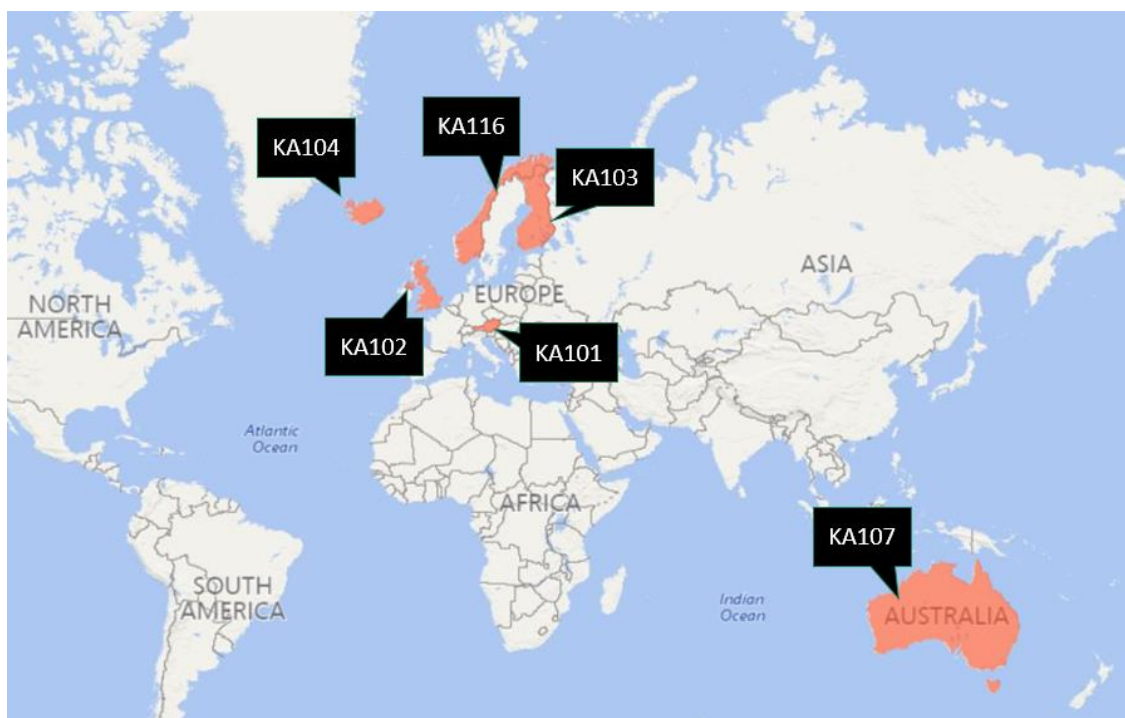 KA116
KA104
KA103
ASIA
NORTH
AMERICA
EUROPE
KA102
KA101
Atlantic
Ocean
AFRICA
KA107
SOUTH
AMERICA
Indian
Ocean
AUSTRALIA